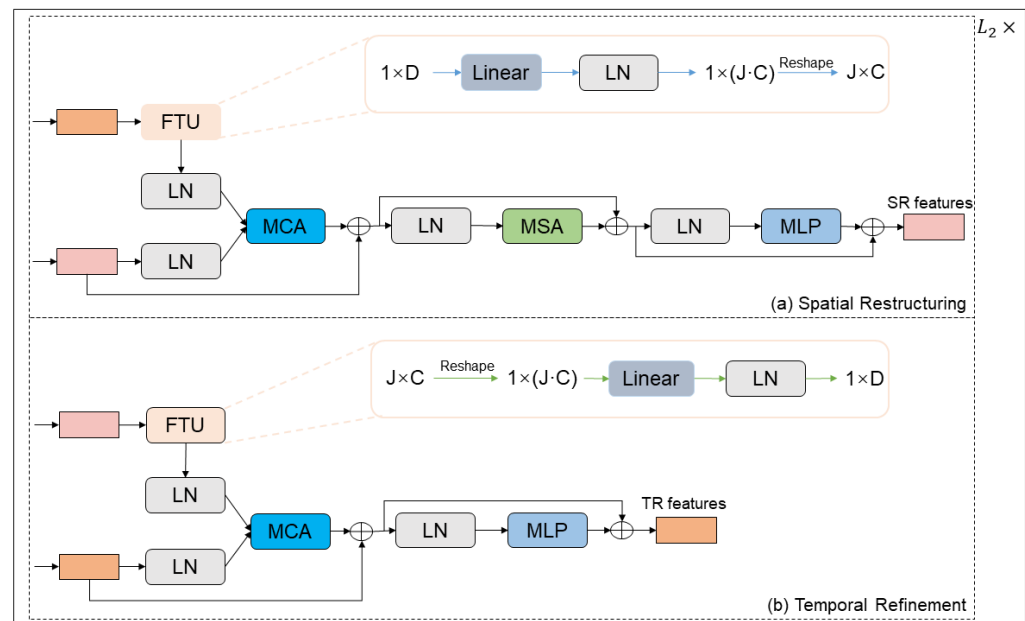 L₂ ×
1×D Linear LN 1×(J·C) Reshape J×C
FTU
LN
MCA LN MSA LN MLP SR features
LN
(a) Spatial Restructuring
J×C Reshape 1×(J·C) Linear LN 1×D
FTU
LN
MCA LN MLP TR features
LN
(b) Temporal Refinement